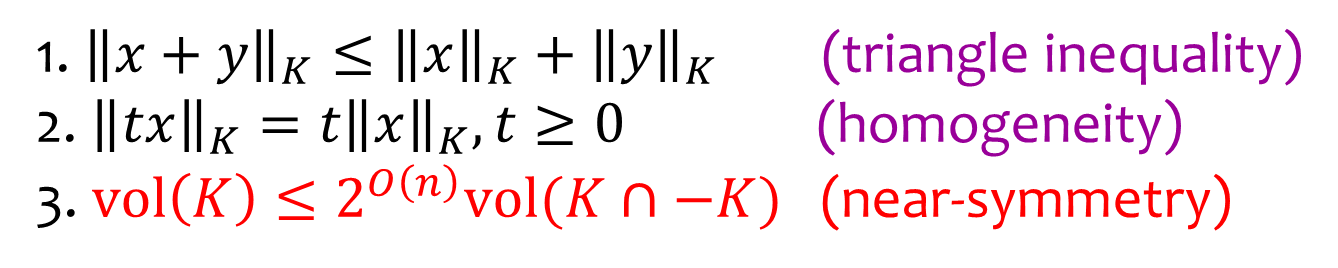 1. ‖x + y‖_K ≤ ‖x‖_K + ‖y‖_K (triangle inequality)
2. ‖tx‖_K = t‖x‖_K, t ≥ 0 (homogeneity)
3. vol(K) ≤ 2^{O(n)} vol(K ∩ −K) (near-symmetry)